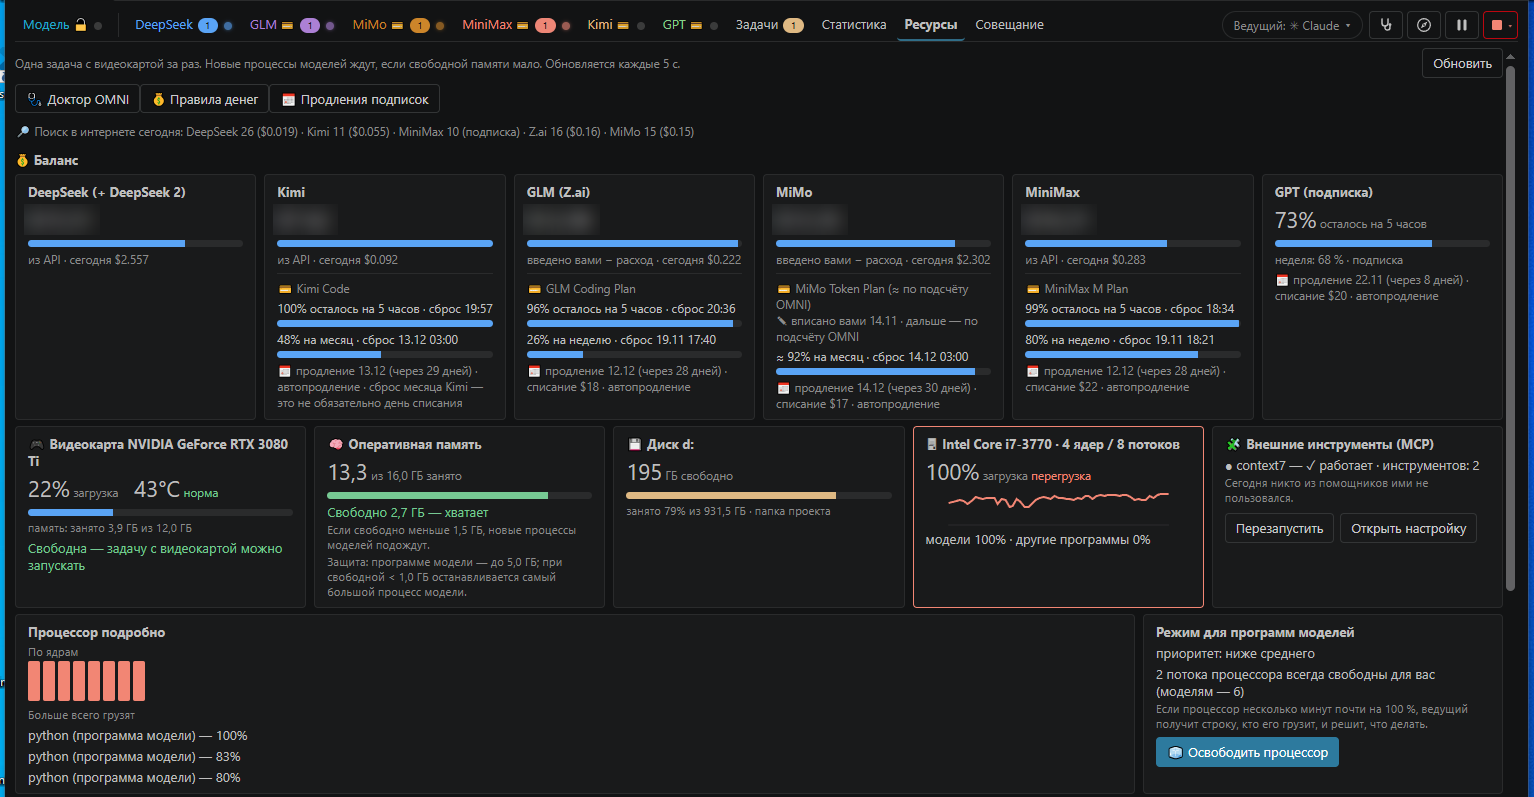 Модель
DeepSeek 1
GLM 1
MiMo 1
MiniMax 1
Kimi
GPT
Задачи 1
Статистика
Ресурсы
Совещание
Ведущий: ✳ Claude
Одна задача с видеокартой за раз. Новые процессы моделей ждут, если свободной памяти мало. Обновляется каждые 5 с.
Обновить
Доктор OMNI
Правила денег
Продления подписок
Поиск в интернете сегодня: DeepSeek 26 ($0.019) · Kimi 11 ($0.055) · MiniMax 10 (подписка) · Z.ai 16 ($0.16) · MiMo 15 ($0.15)
Баланс
DeepSeek (+ DeepSeek 2)
из API · сегодня $2.557
Kimi
из API · сегодня $0.092
Kimi Code
100% осталось на 5 часов · сброс 19:57
48% на месяц · сброс 13.12 03:00
продление 13.12 (через 29 дней) ·
автопродление · сброс месяца Kimi —
это не обязательно день списания
GLM (Z.ai)
введено вами − расход · сегодня $0.222
GLM Coding Plan
96% осталось на 5 часов · сброс 20:36
26% на неделю · сброс 19.11 17:40
продление 12.12 (через 28 дней) ·
списание $18 · автопродление
MiMo
введено вами − расход · сегодня $2.302
MiMo Token Plan (≈ по подсчёту
OMNI)
вписано вами 14.11 · дальше — по
подсчёту OMNI
≈ 92% на месяц · сброс 14.12 03:00
продление 14.12 (через 30 дней) ·
списание $17 · автопродление
MiniMax
из API · сегодня $0.283
MiniMax M Plan
99% осталось на 5 часов · сброс 18:34
80% на неделю · сброс 19.11 18:21
продление 12.12 (через 28 дней) ·
списание $22 · автопродление
GPT (подписка)
73% осталось на 5 часов
неделя: 68 % · подписка
продление 22.11 (через 8 дней) ·
списание $20 · автопродление
Видеокарта NVIDIA GeForce RTX 3080
Ti
22% загрузка 43°C норма
память: занято 3,9 ГБ из 12,0 ГБ
Свободна — задачу с видеокартой можно
запускать
Оперативная память
13,3 из 16,0 ГБ занято
Свободно 2,7 ГБ — хватает
Если свободно меньше 1,5 ГБ, новые процессы
моделей подождут.
Защита: программе модели — до 5,0 ГБ; при
свободной < 1,0 ГБ останавливается самый
большой процесс модели.
Диск d:
195 ГБ свободно
занято 79% из 931,5 ГБ · папка проекта
Intel Core i7-3770 · 4 ядер / 8 потоков
100% загрузка перегрузка
модели 100% · другие программы 0%
Внешние инструменты (MCP)
● context7 — ✓ работает · инструментов: 2
Сегодня никто из помощников ими не
пользовался.
Перезапустить
Открыть настройку
Процессор подробно
По ядрам
Больше всего грузят
python (программа модели) — 100%
python (программа модели) — 83%
python (программа модели) — 80%
Режим для программ моделей
приоритет: ниже среднего
2 потока процессора всегда свободны для вас
(моделям — 6)
Если процессор несколько минут почти на 100 %, ведущий
получит строку, кто его грузит, и решит, что делать.
Освободить процессор